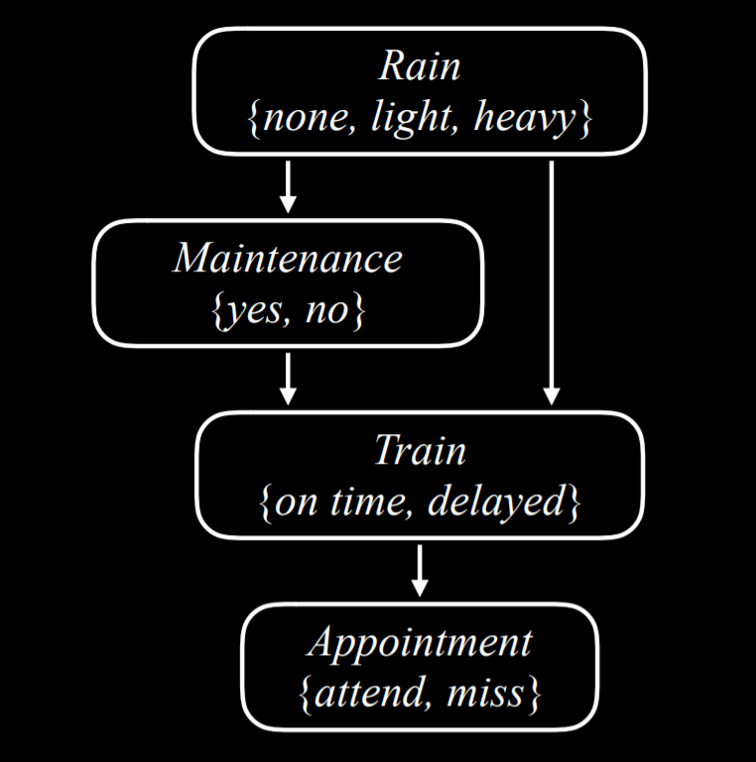 Rain
{none, light, heavy}
Maintenance
{yes, no}
Train
{on time, delayed}
Appointment
{attend, miss}